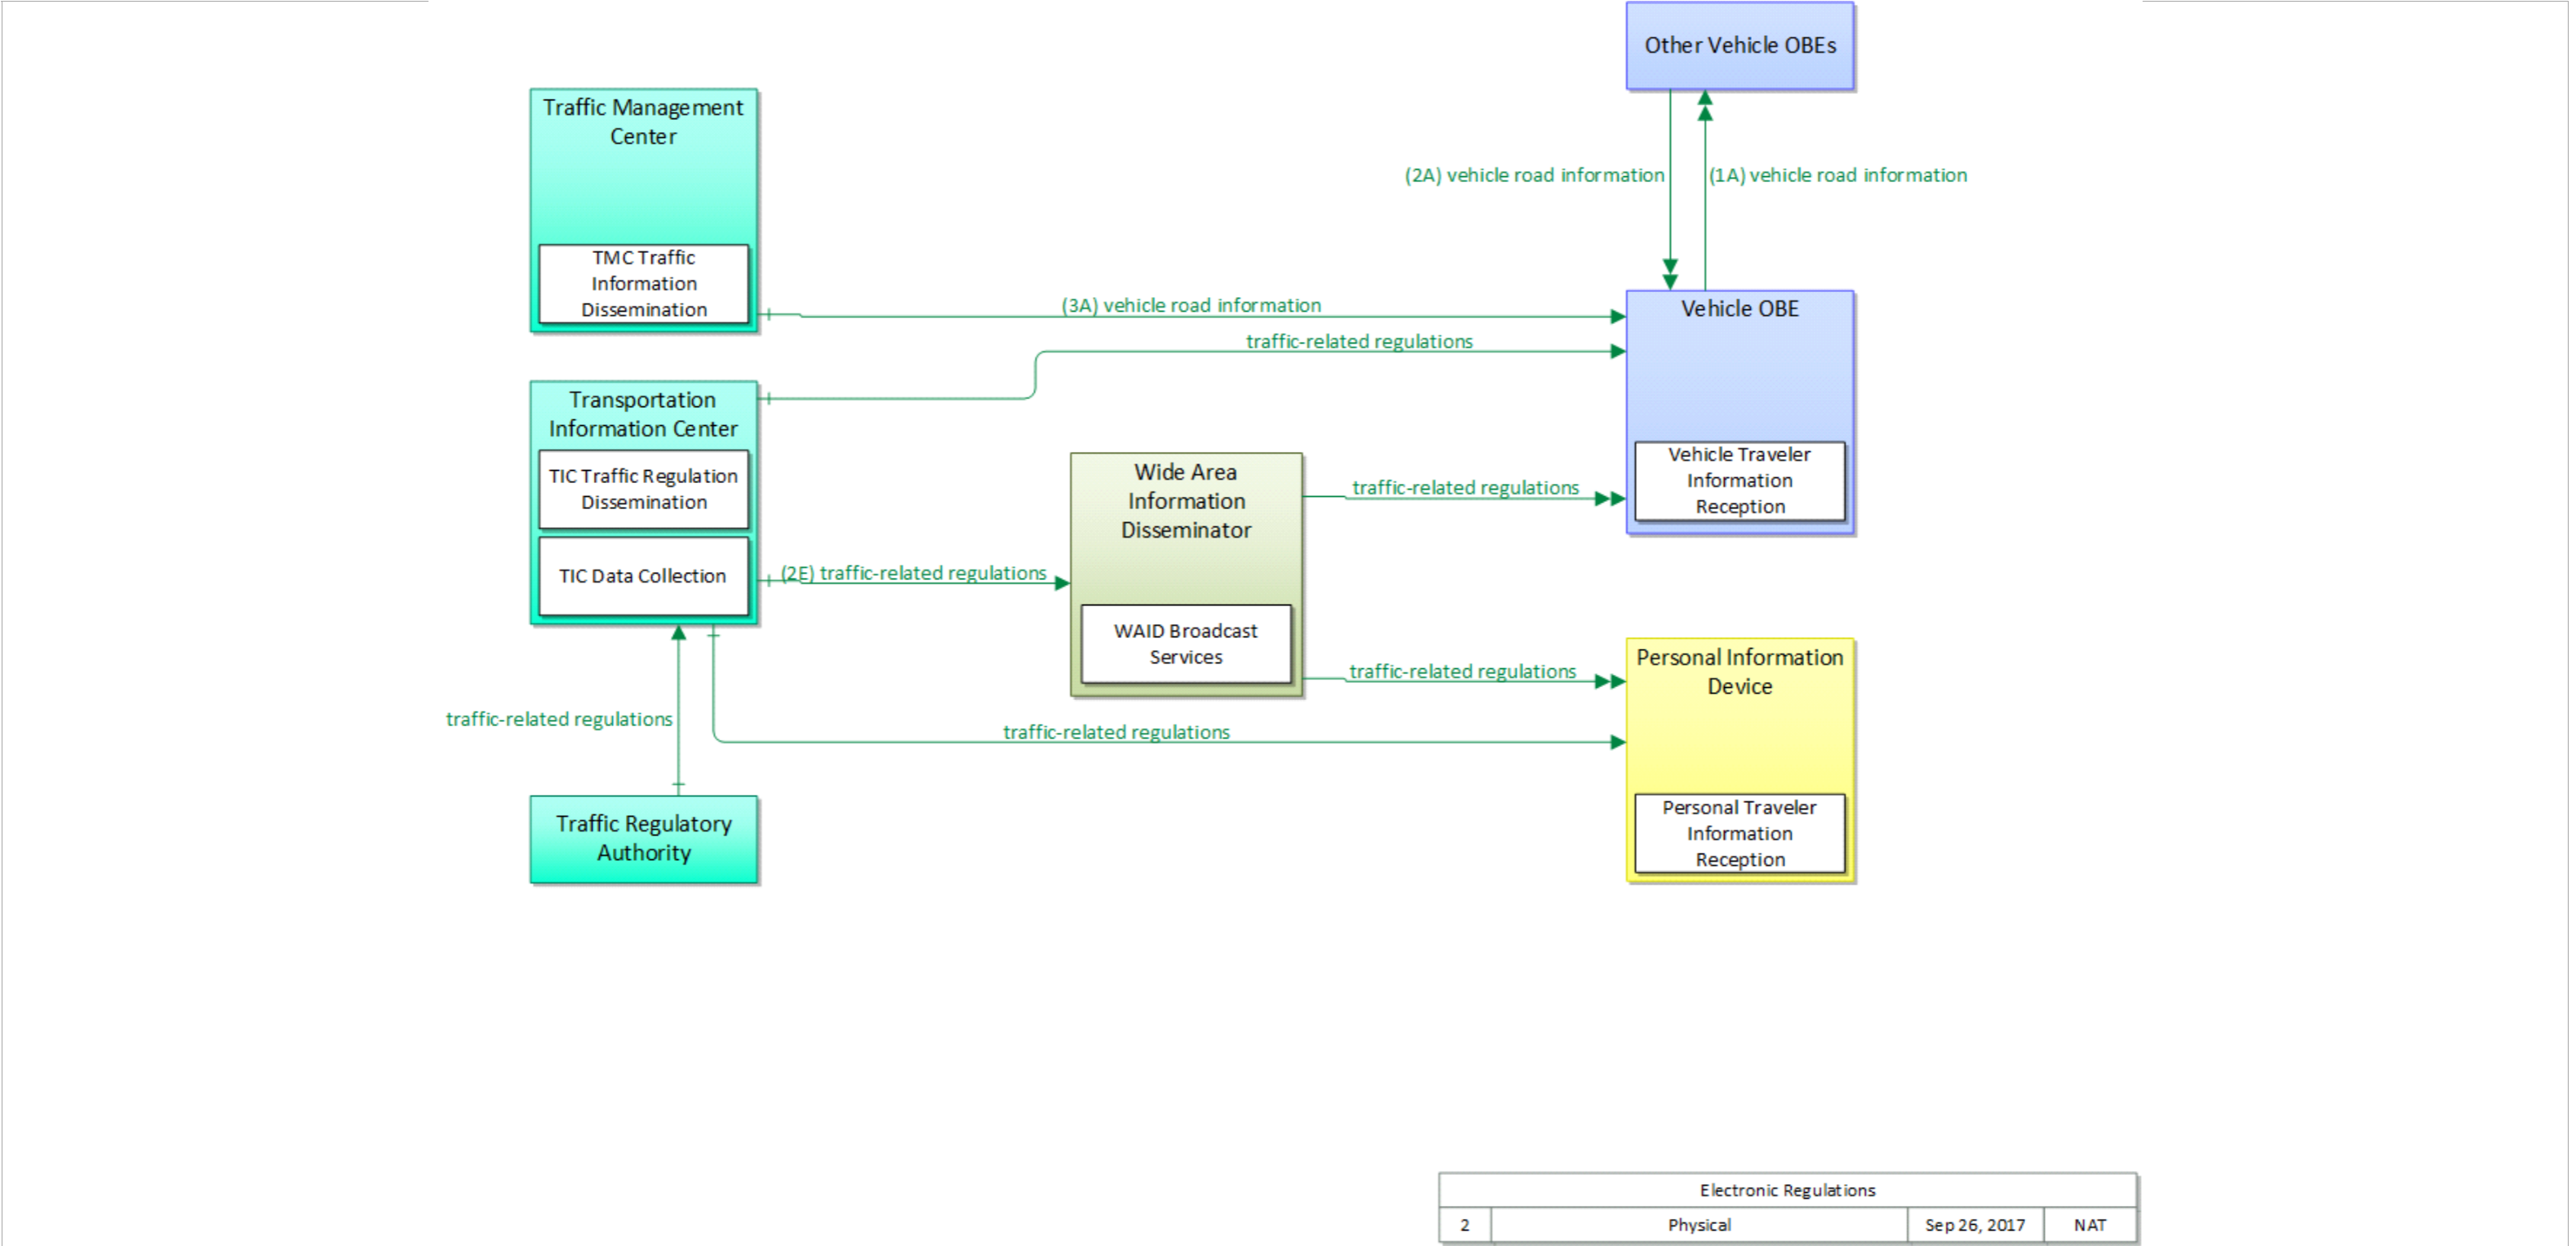 Other Vehicle OBEs
Traffic Management
Center
(2A) vehicle road information
(1A) vehicle road information
TMC Traffic
Information
Dissemination
(3A) vehicle road information
Vehicle OBE
traffic-related regulations
Transportation
Information Center
TIC Traffic Regulation
Dissemination
TIC Data Collection
Wide Area
Information
Disseminator
Vehicle Traveler
Information
Reception
traffic-related regulations
(2E) traffic-related regulations
WAID Broadcast
Services
Personal Information
Device
traffic-related regulations
traffic-related regulations
traffic-related regulations
Traffic Regulatory
Authority
Personal Traveler
Information
Reception
Electronic Regulations
2 Physical Sep 26, 2017 NAT